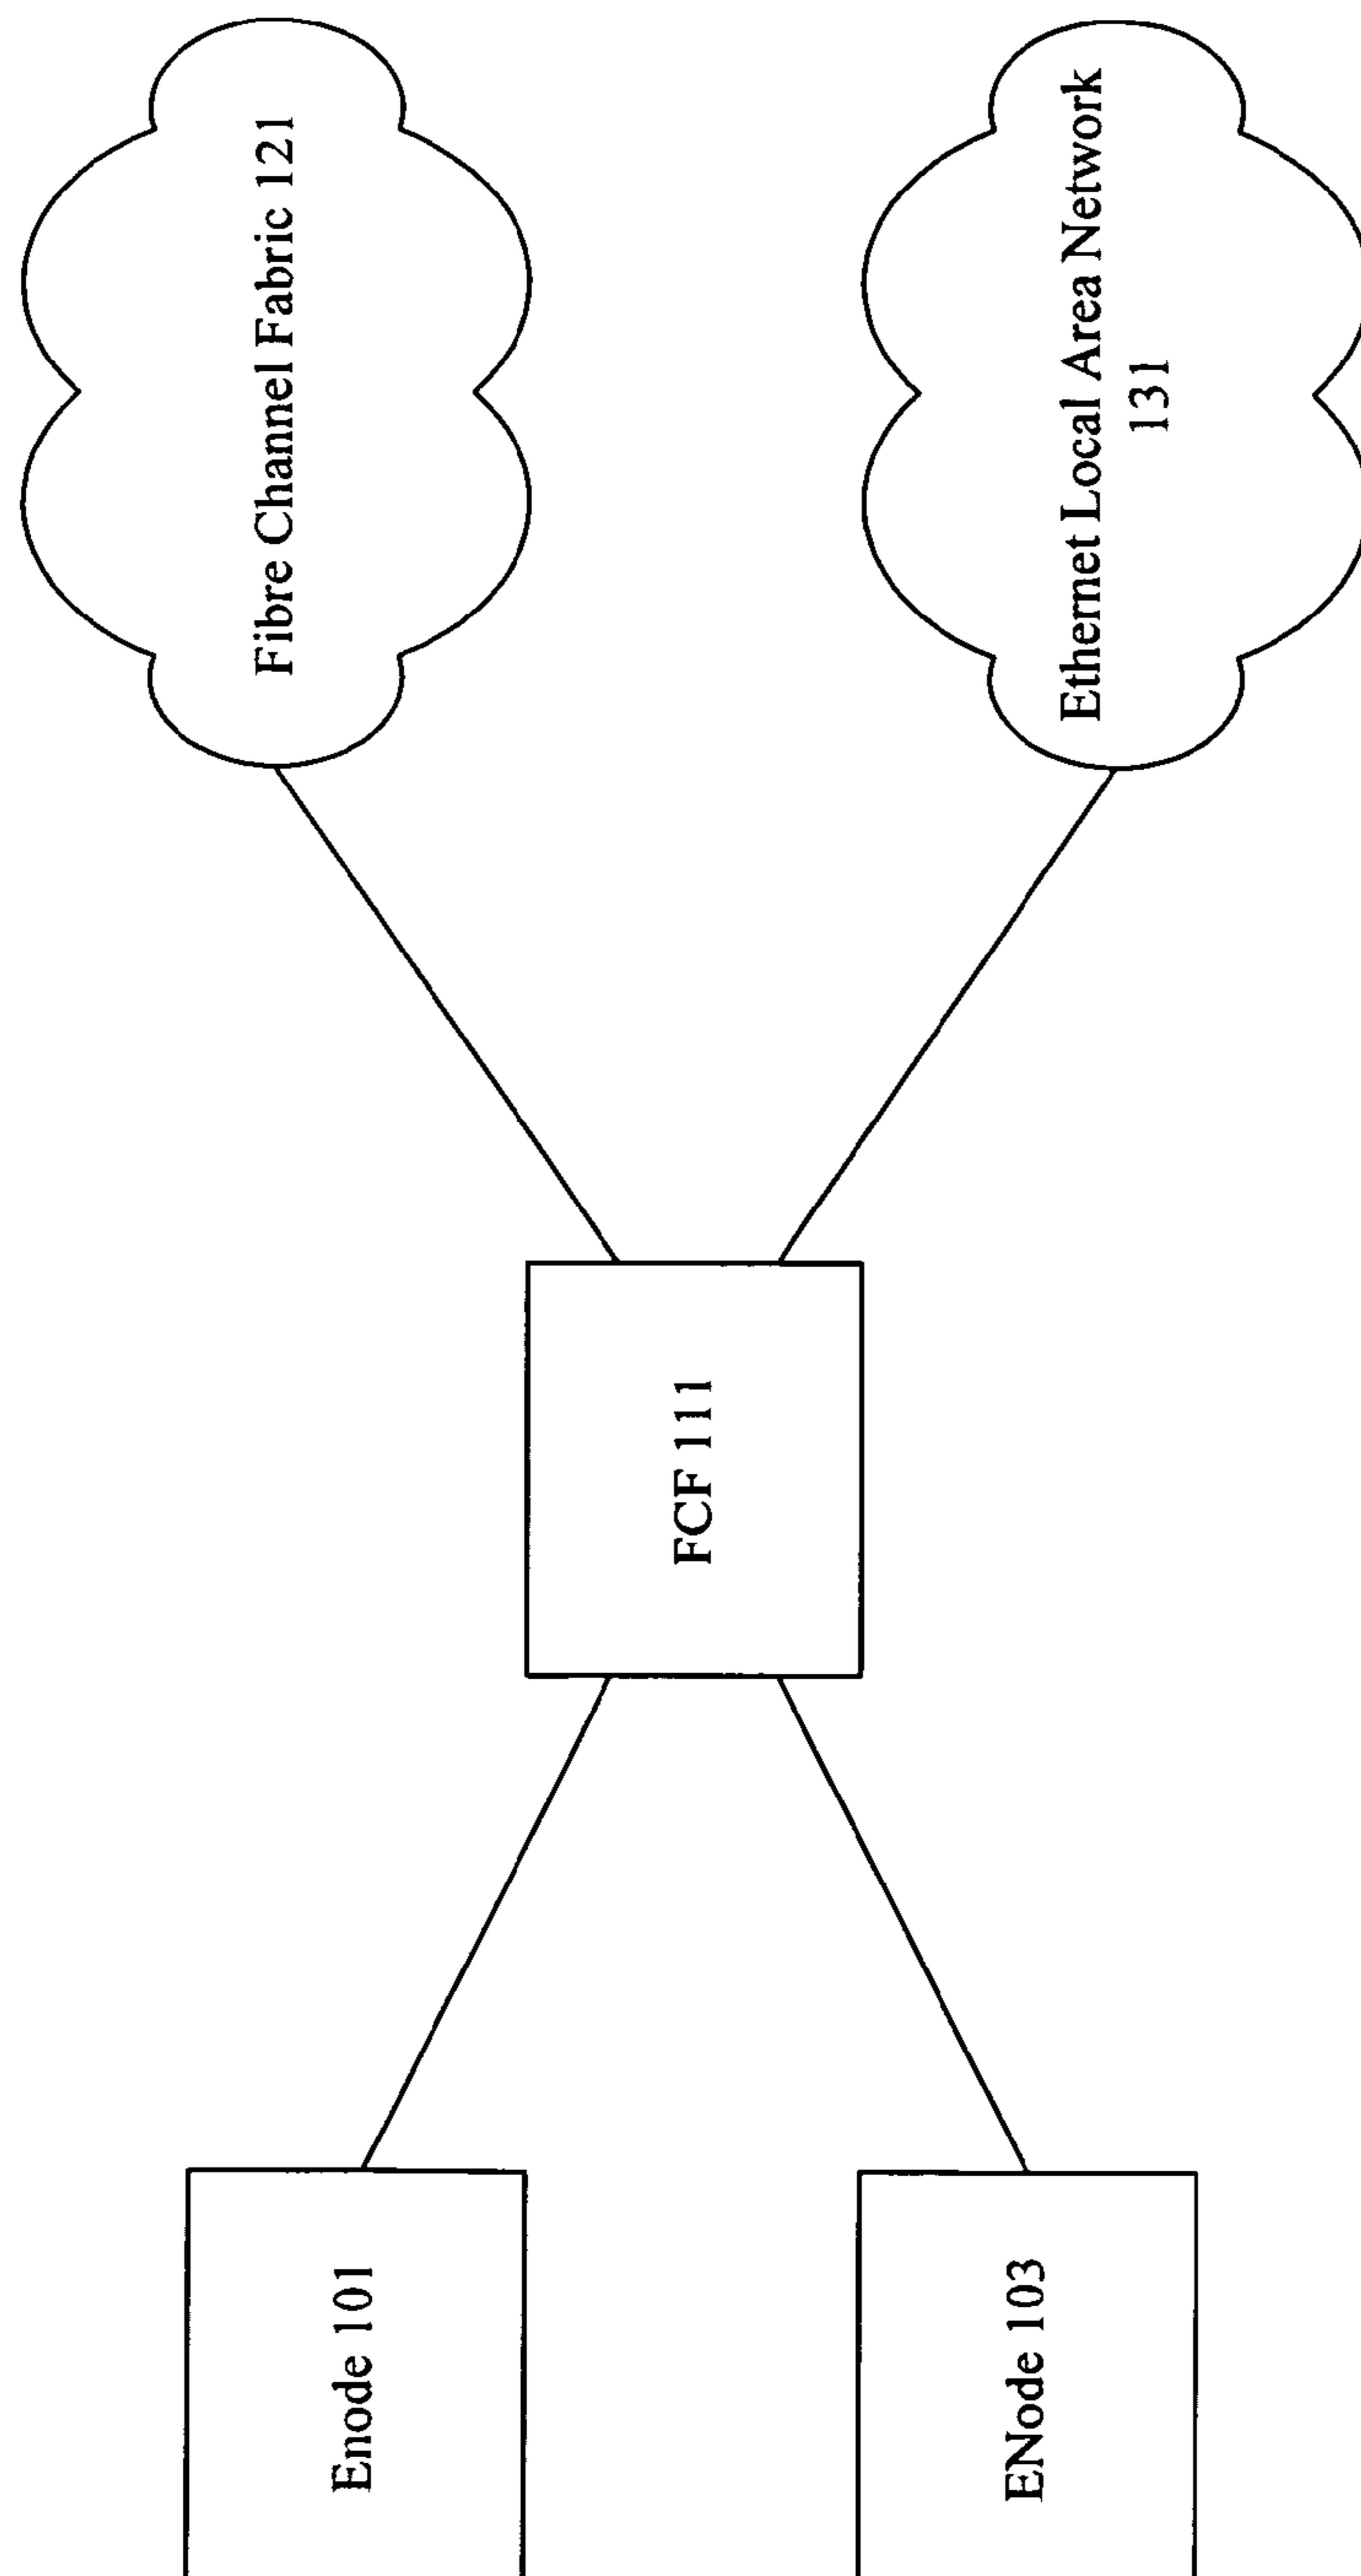 Enode 101
ENode 103
FCF 111
Fibre Channel Fabric 121
Ethernet Local Area Network
131